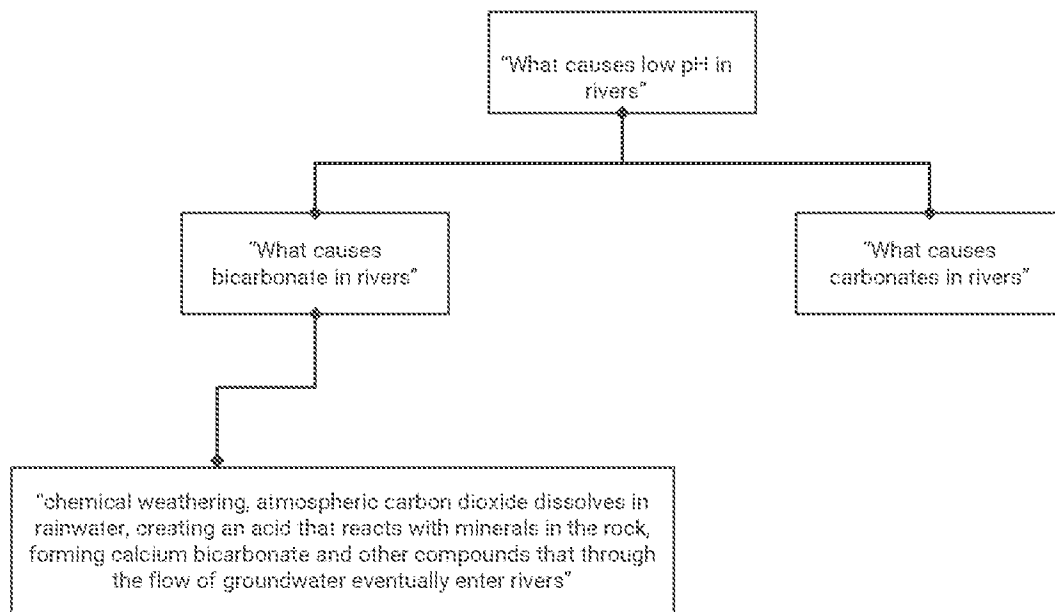 “What causes low pH in
rivers”
“What causes
bicarbonate in rivers”
“What causes
carbonates in rivers”
“chemical weathering, atmospheric carbon dioxide dissolves in
rainwater, creating an acid that reacts with minerals in the rock,
forming calcium bicarbonate and other compounds that through
the flow of groundwater eventually enter rivers”